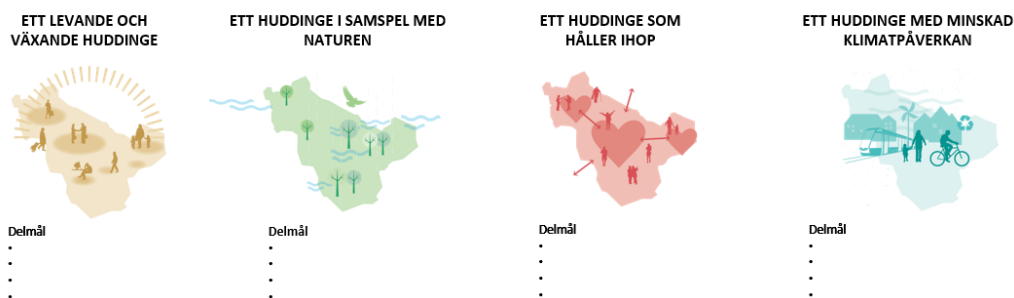 ETT LEVANDE OCH
VÄXANDE HUDDINGE
ETT HUDDINGE I SAMSPEL MED
NATUREN
ETT HUDDINGE SOM
HÅLLER IHOP
ETT HUDDINGE MED MINSKAD
KLIMATPÅVERKAN
Delmål
•
•
•
•
Delmål
•
•
•
•
Delmål
•
•
•
•
Delmål
•
•
•
•